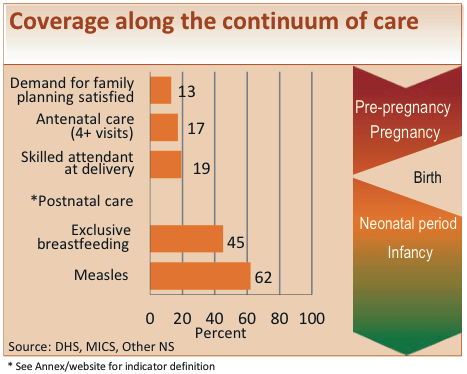 Coverage along the continuum of care
Demand for family
planning satisfied
13
Antenatal care
(4+ visits)
17
Skilled attendant
at delivery
19
*Postnatal care
Exclusive
breastfeeding
45
Measles
62
0 20 40 60 80 100
Percent
Source: DHS, MICS, Other NS
Pre-pregnancy
Pregnancy
Birth
Neonatal period
Infancy
* See Annex/website for indicator definition